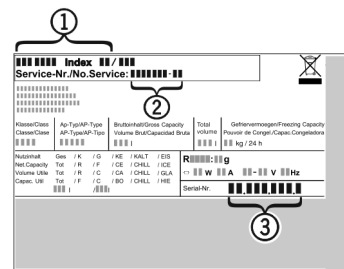 1
Index /
Service-Nr./No.Service: -
2
Klasse/Class Ap-Typ/AP-Type Bruttoinhalt/Gross Capacity Total Gefriervermoegen/Freezing Capacity
Classe/Clase AP-Type/AP-Tipo Volume Brut/Capacidad Bruta volume Pouvoir de Congel./Capac.Congeladora
l l kg / 24 h
Nutzinhalt Ges / K / G / KE / KALT / EIS
Net.Capacity Tot / R / F / CE / CHILL / ICE
Volume Utile Tot / R / C / CA / CHILL / GLA
Capac. Util Tot / F / C / BO / CHILL / HIE
l / l
R : g
W A - V Hz
Serial-Nr. . . .
3